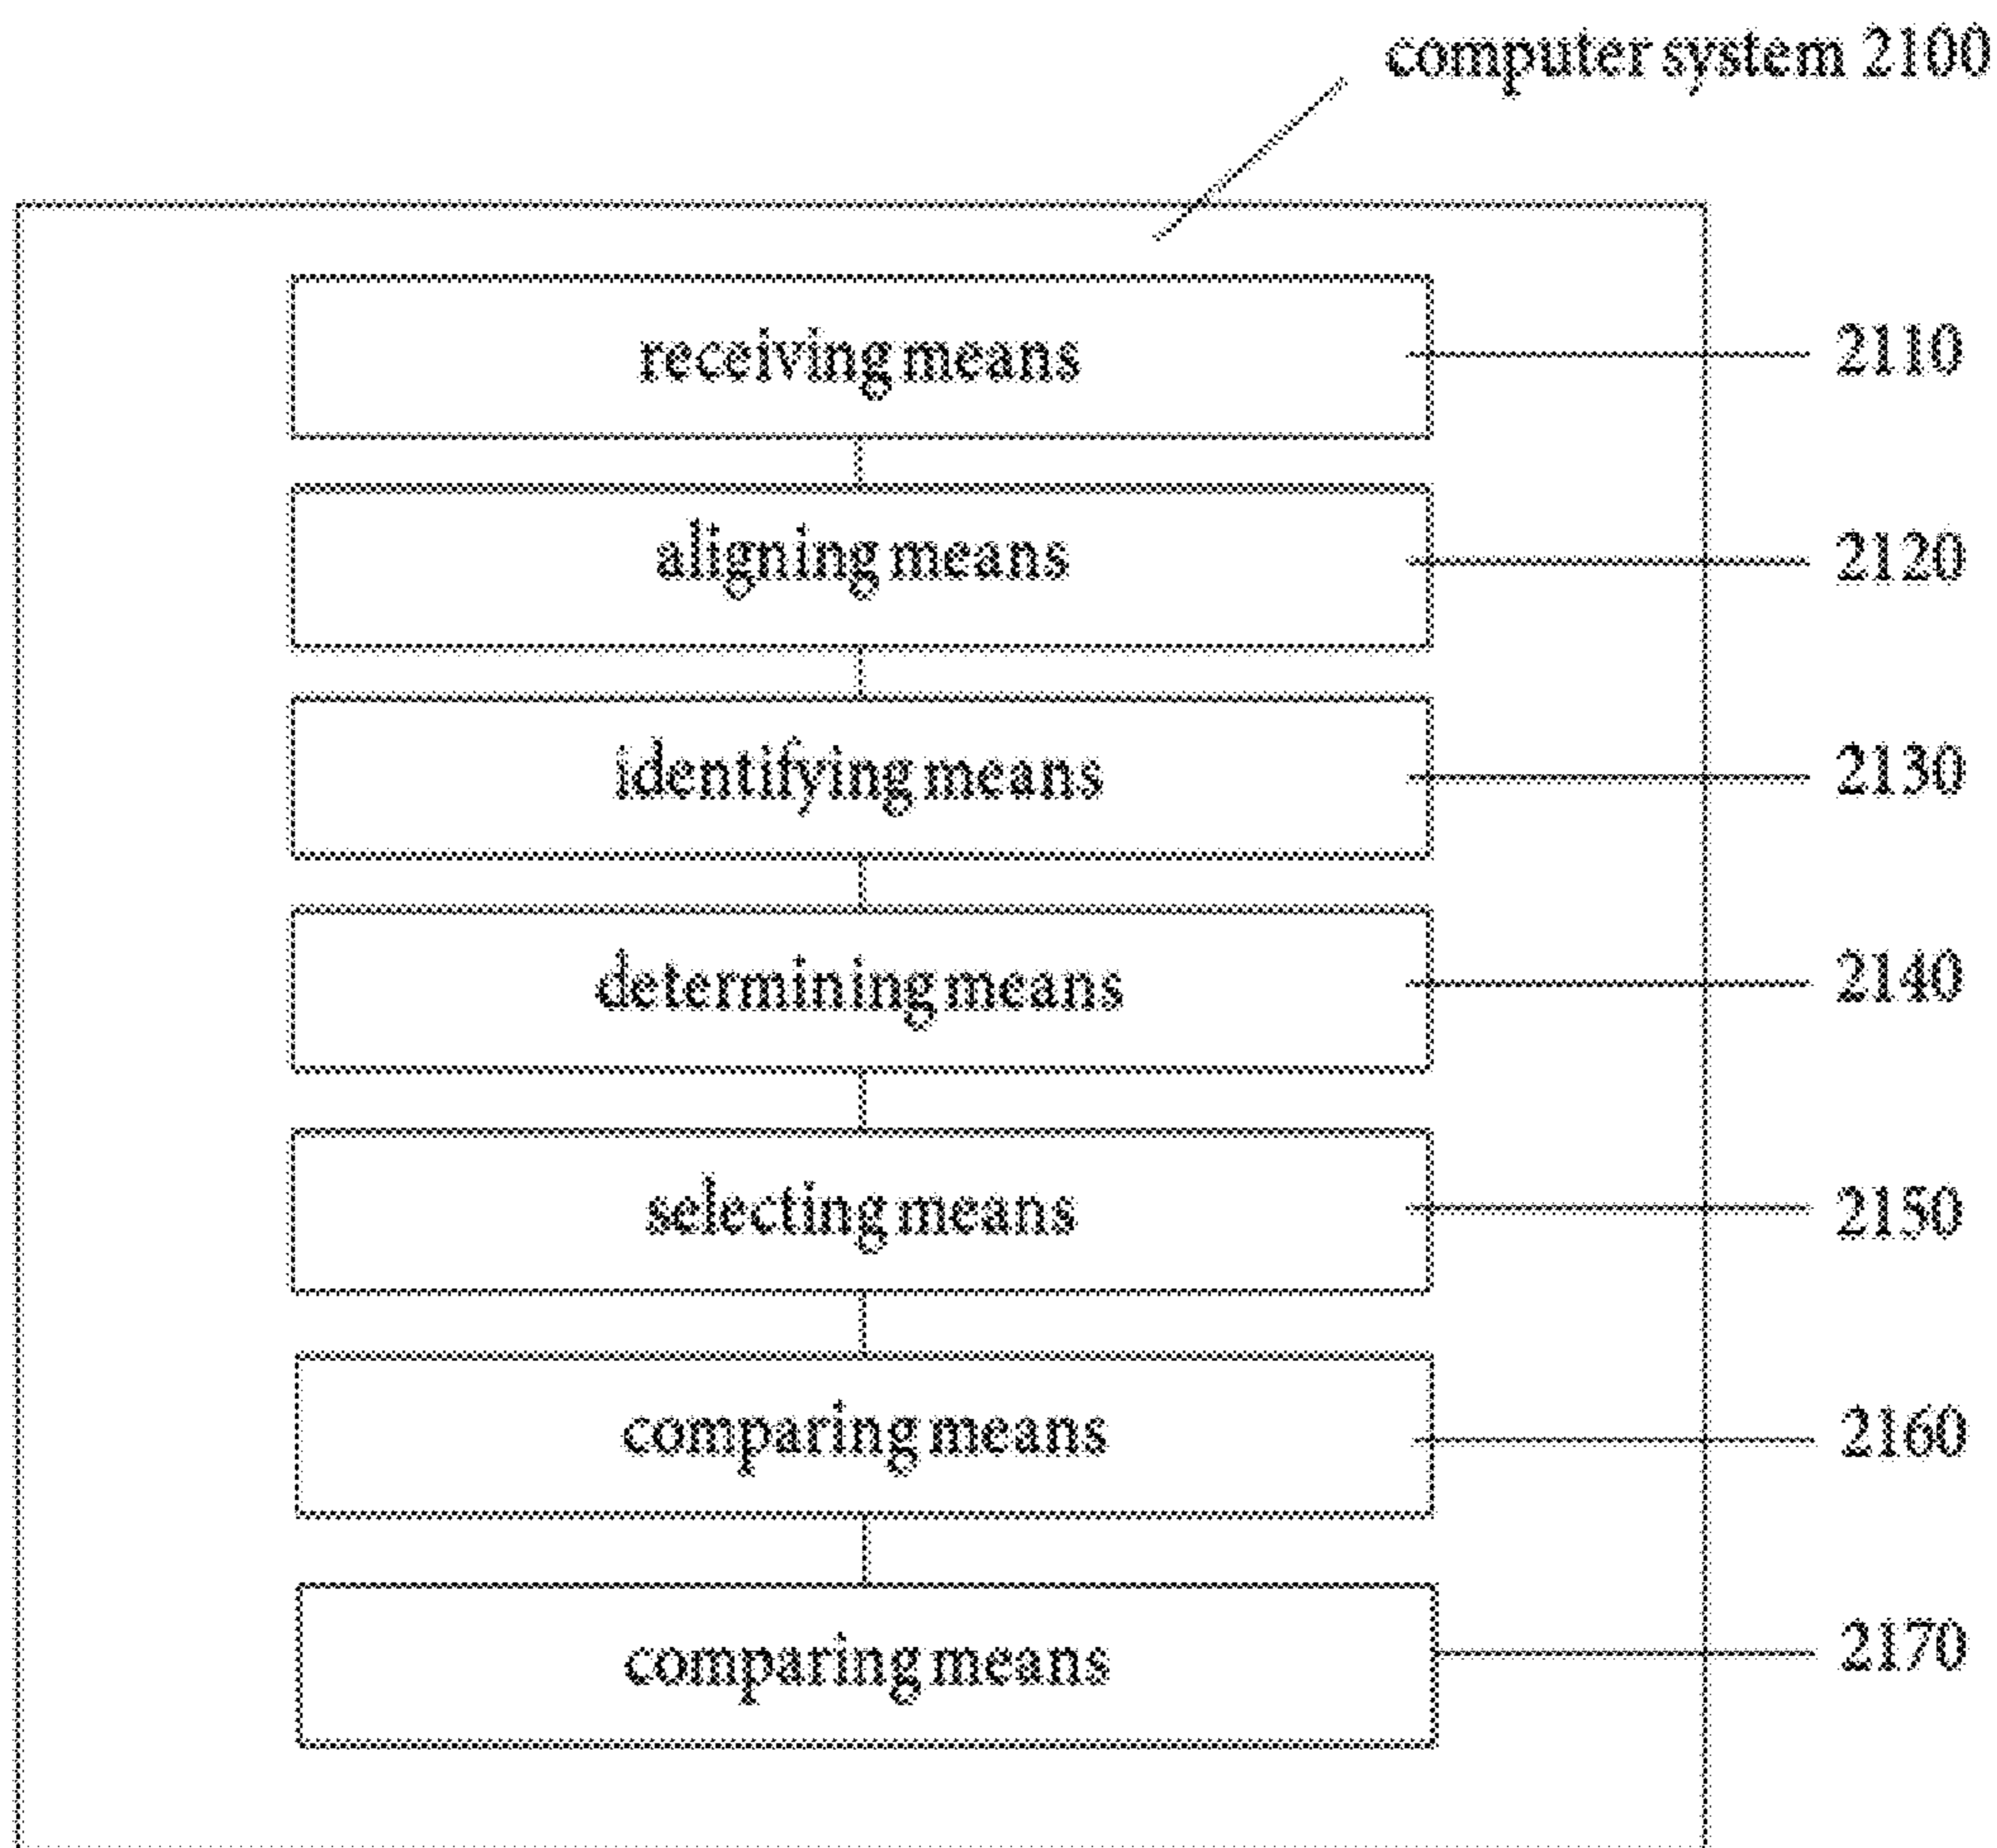 computer system 2100
receiving means 2110
aligning means 2120
identifying means 2130
determining means 2140
selecting means 2150
comparing means 2160
comparing means 2170